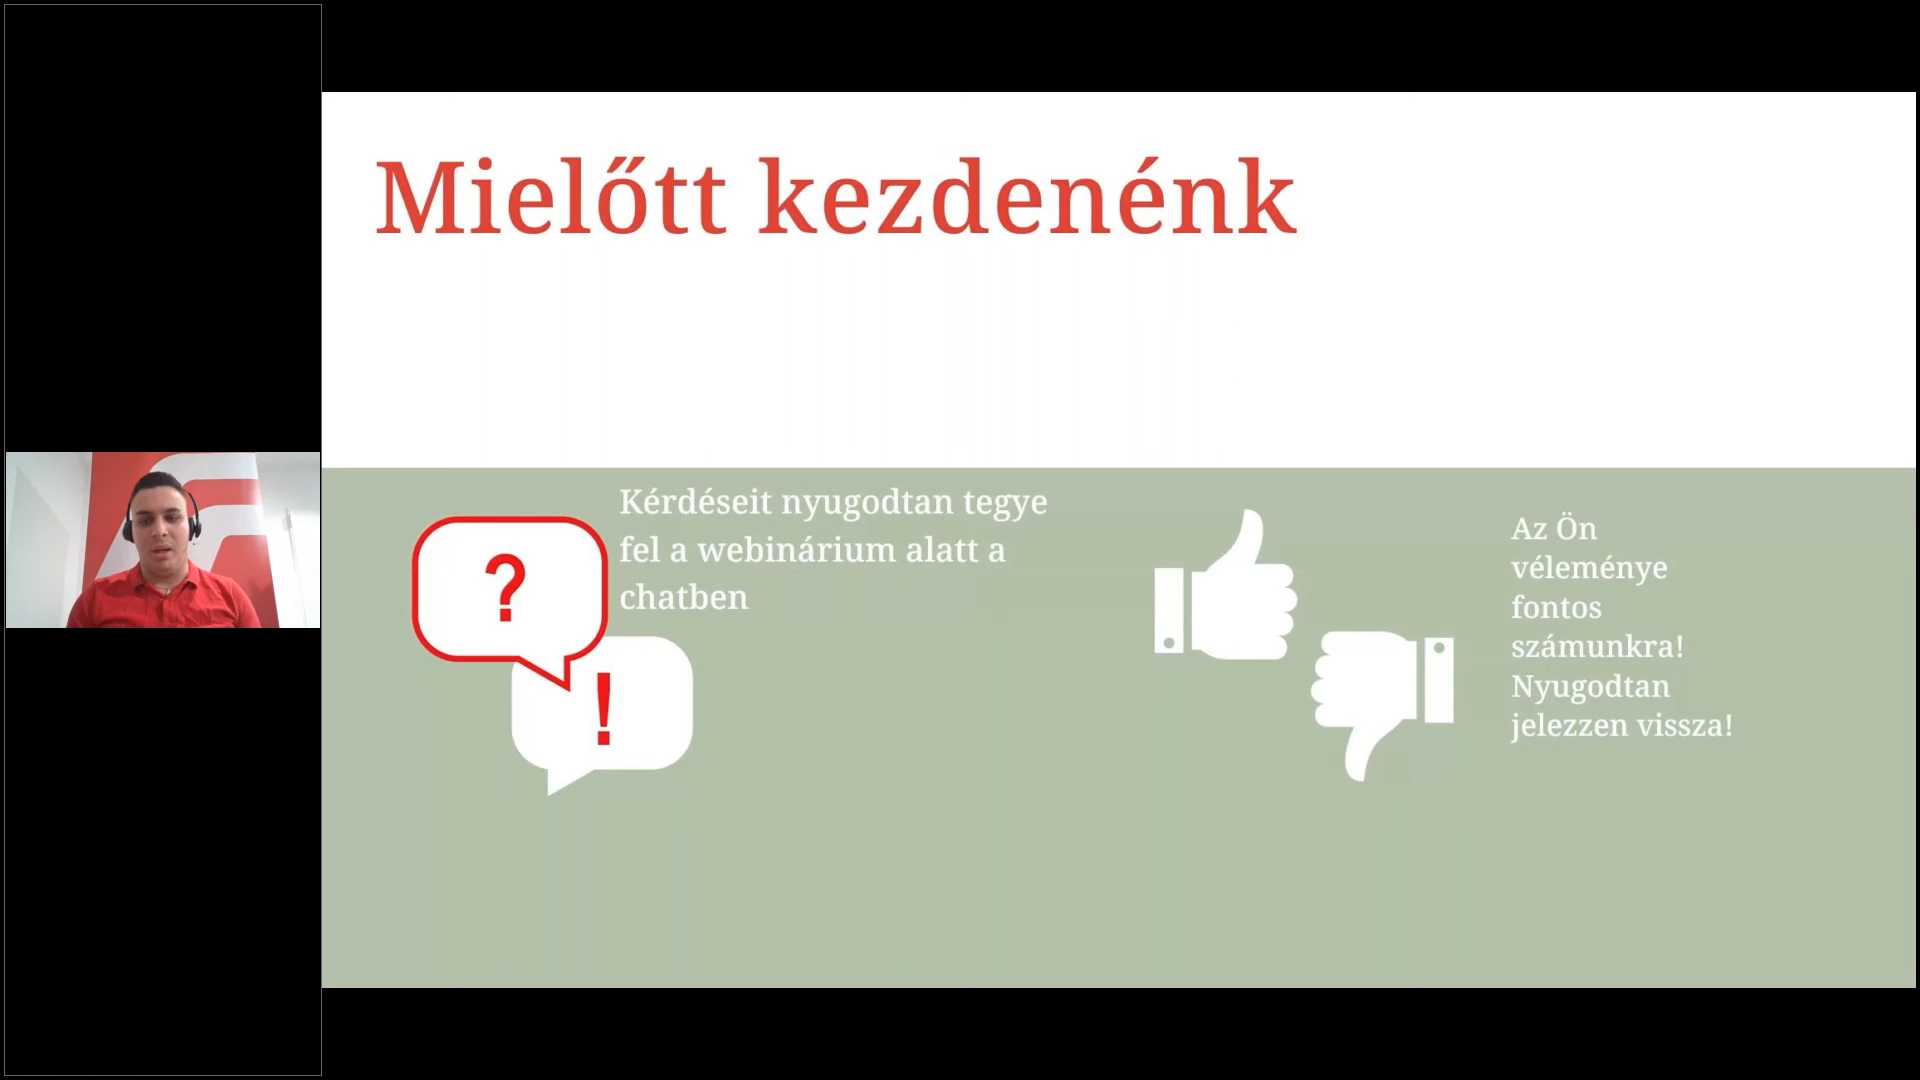 Mielőtt kezdenénk
Kérdéseit nyugodtan tegye
fel a webinárium alatt a
chatben
?
!
Az Ön
véleménye
fontos
számunkra!
Nyugodtan
jelezzen vissza!